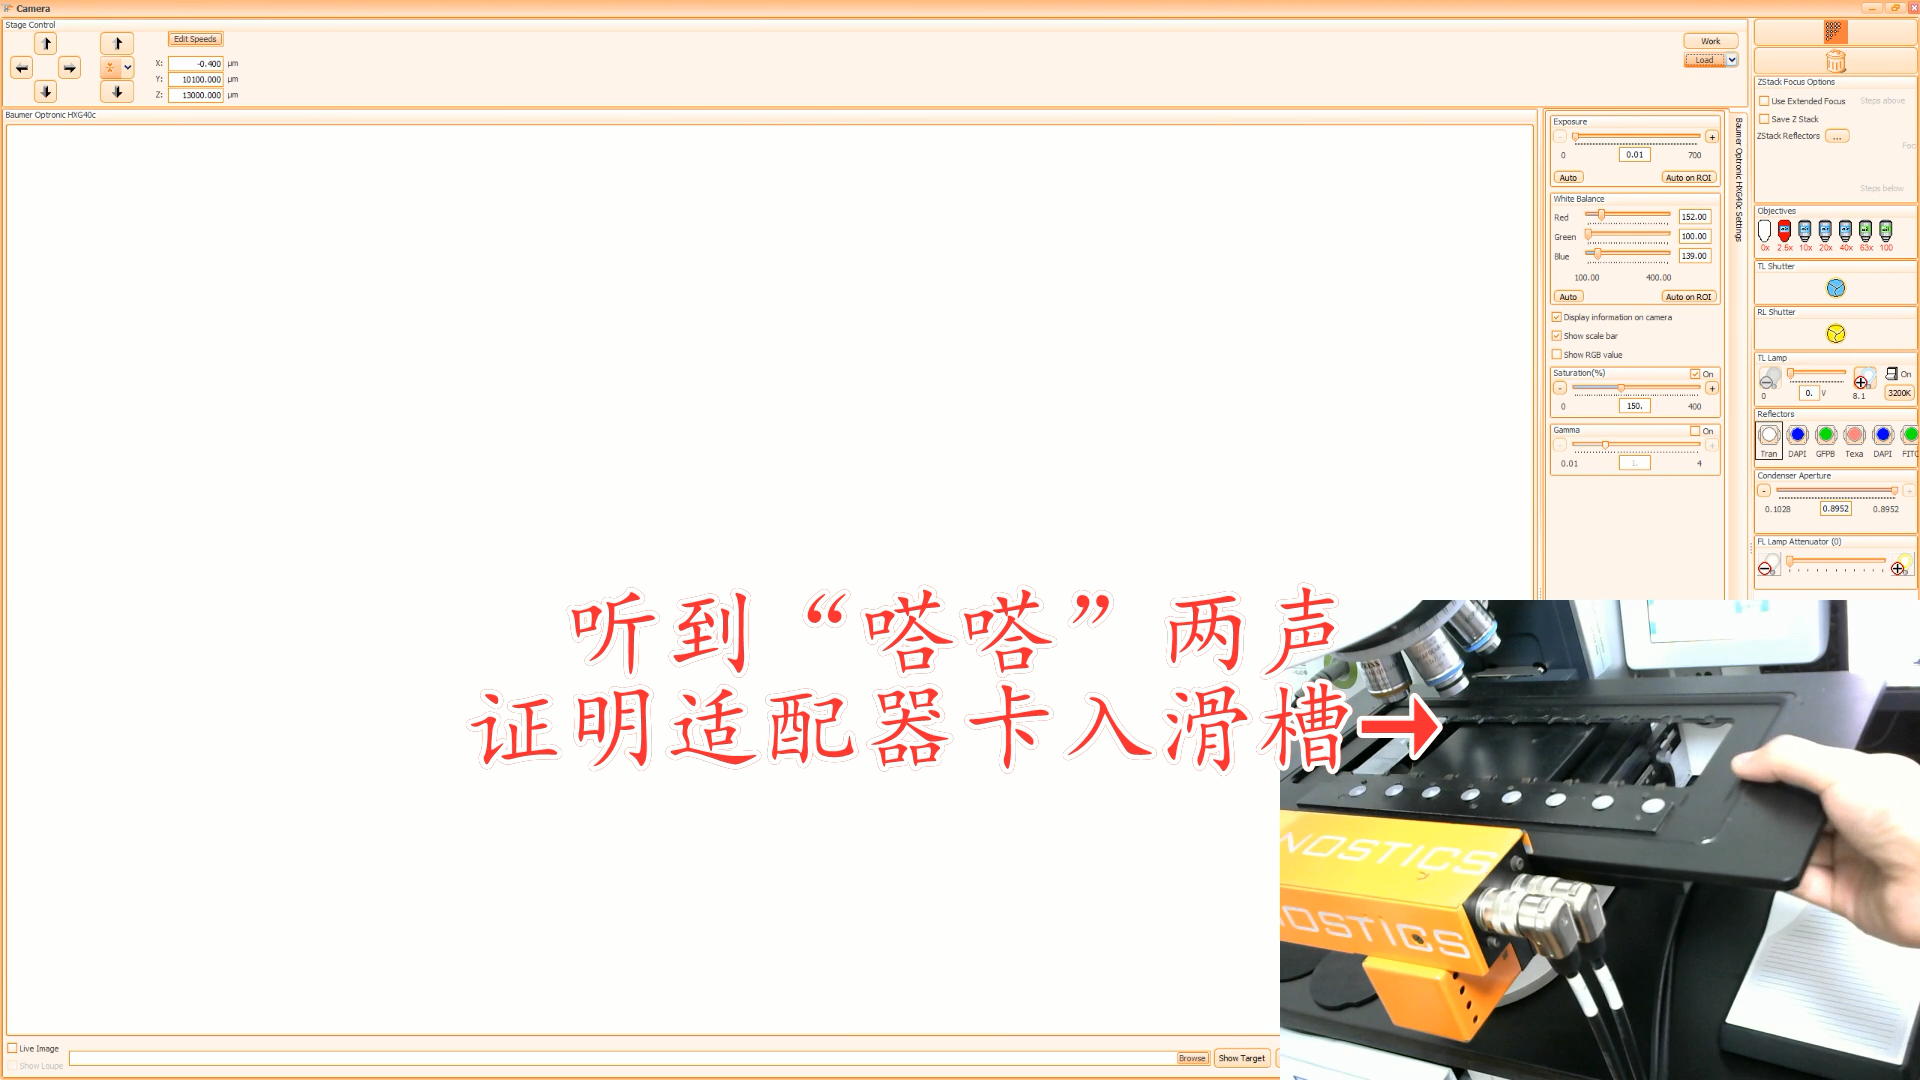 Camera
Stage Control
Edit Speeds
X: -0.400 µm
Y: 10100.000 µm
Z: 13000.000 µm
Work
Load
Baumer Optronic HXG40c
Exposure
0 0.01 700
Auto Auto on ROI
White Balance
Red 152.00
Green 100.00
Blue 139.00
100.00 400.00
Auto Auto on ROI
Display information on camera
Show scale bar
Show RGB value
Saturation(%) On
- +
0 150. 400
Gamma On
0.01 1. 4
Baumer Optronic HXG40c Settings
ZStack Focus Options
Use Extended Focus Steps above
Save Z Stack
ZStack Reflectors ...
Foc
Steps below
Objectives
0x 2.5x 10x 20x 40x 63x 100
TL Shutter
RL Shutter
TL Lamp
On
0 0. V 8.1 3200K
Reflectors
Tran DAPI GFPB Texa DAPI FITC
Condenser Aperture
0.1028 0.8952 0.8952
FL Lamp Attenuator (0)
听到“嗒嗒”两声
证明适配器卡入滑槽
NOSTICS
OSTICS
Live Image
Show Loupe
Browse Show Target